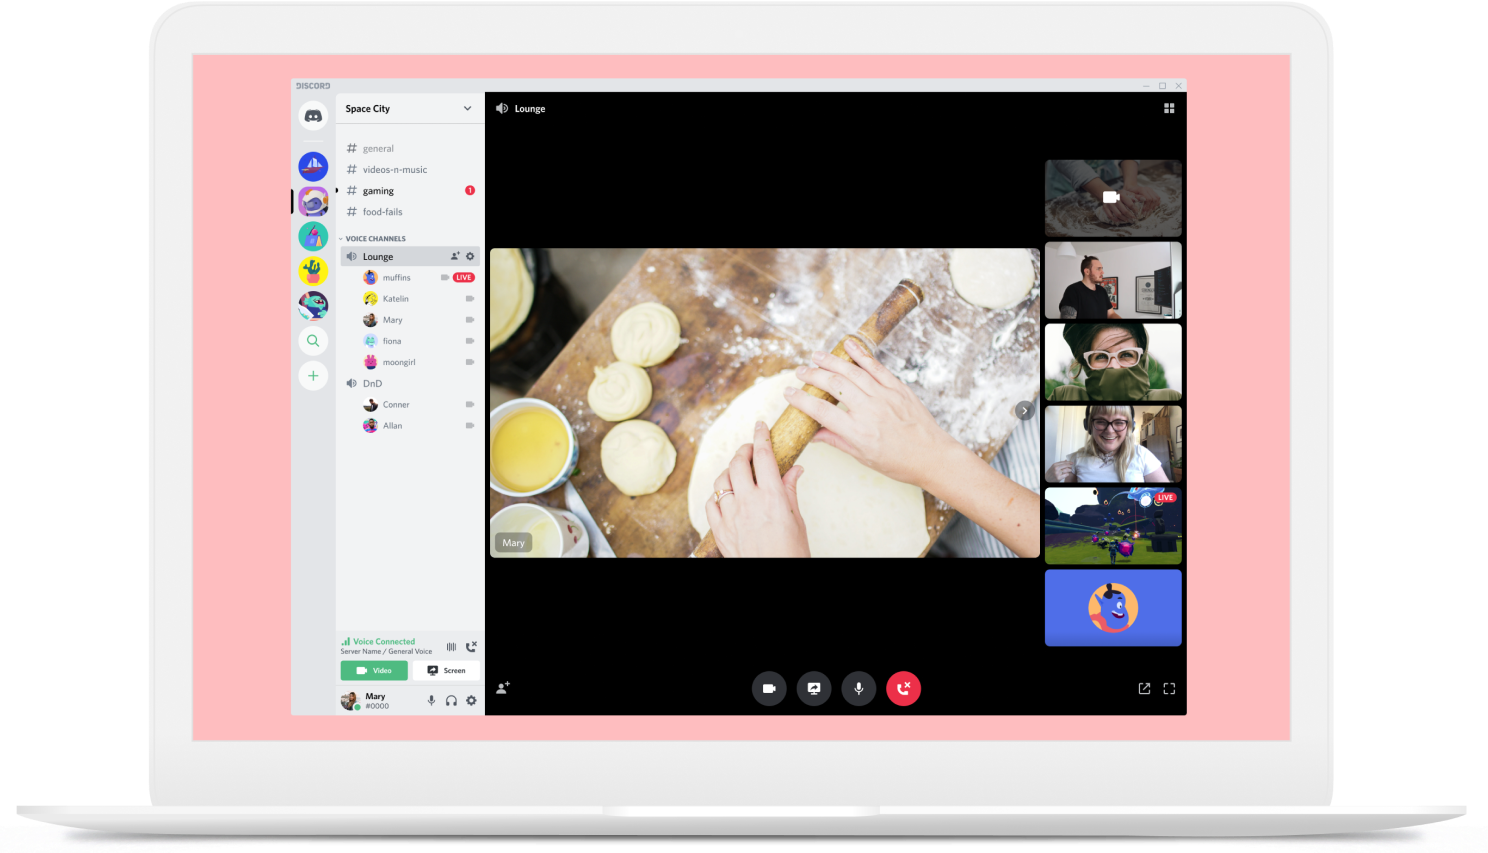 DISCORD
Space City
Lounge
general
videos-n-music
gaming
1
food-fails
VOICE CHANNELS
Lounge
muffins
LIVE
Katelin
Mary
fiona
moongirl
DnD
Conner
Allan
Mary
LIVE
Voice Connected
Server Name / General Voice
Video
Screen
Mary
#0000